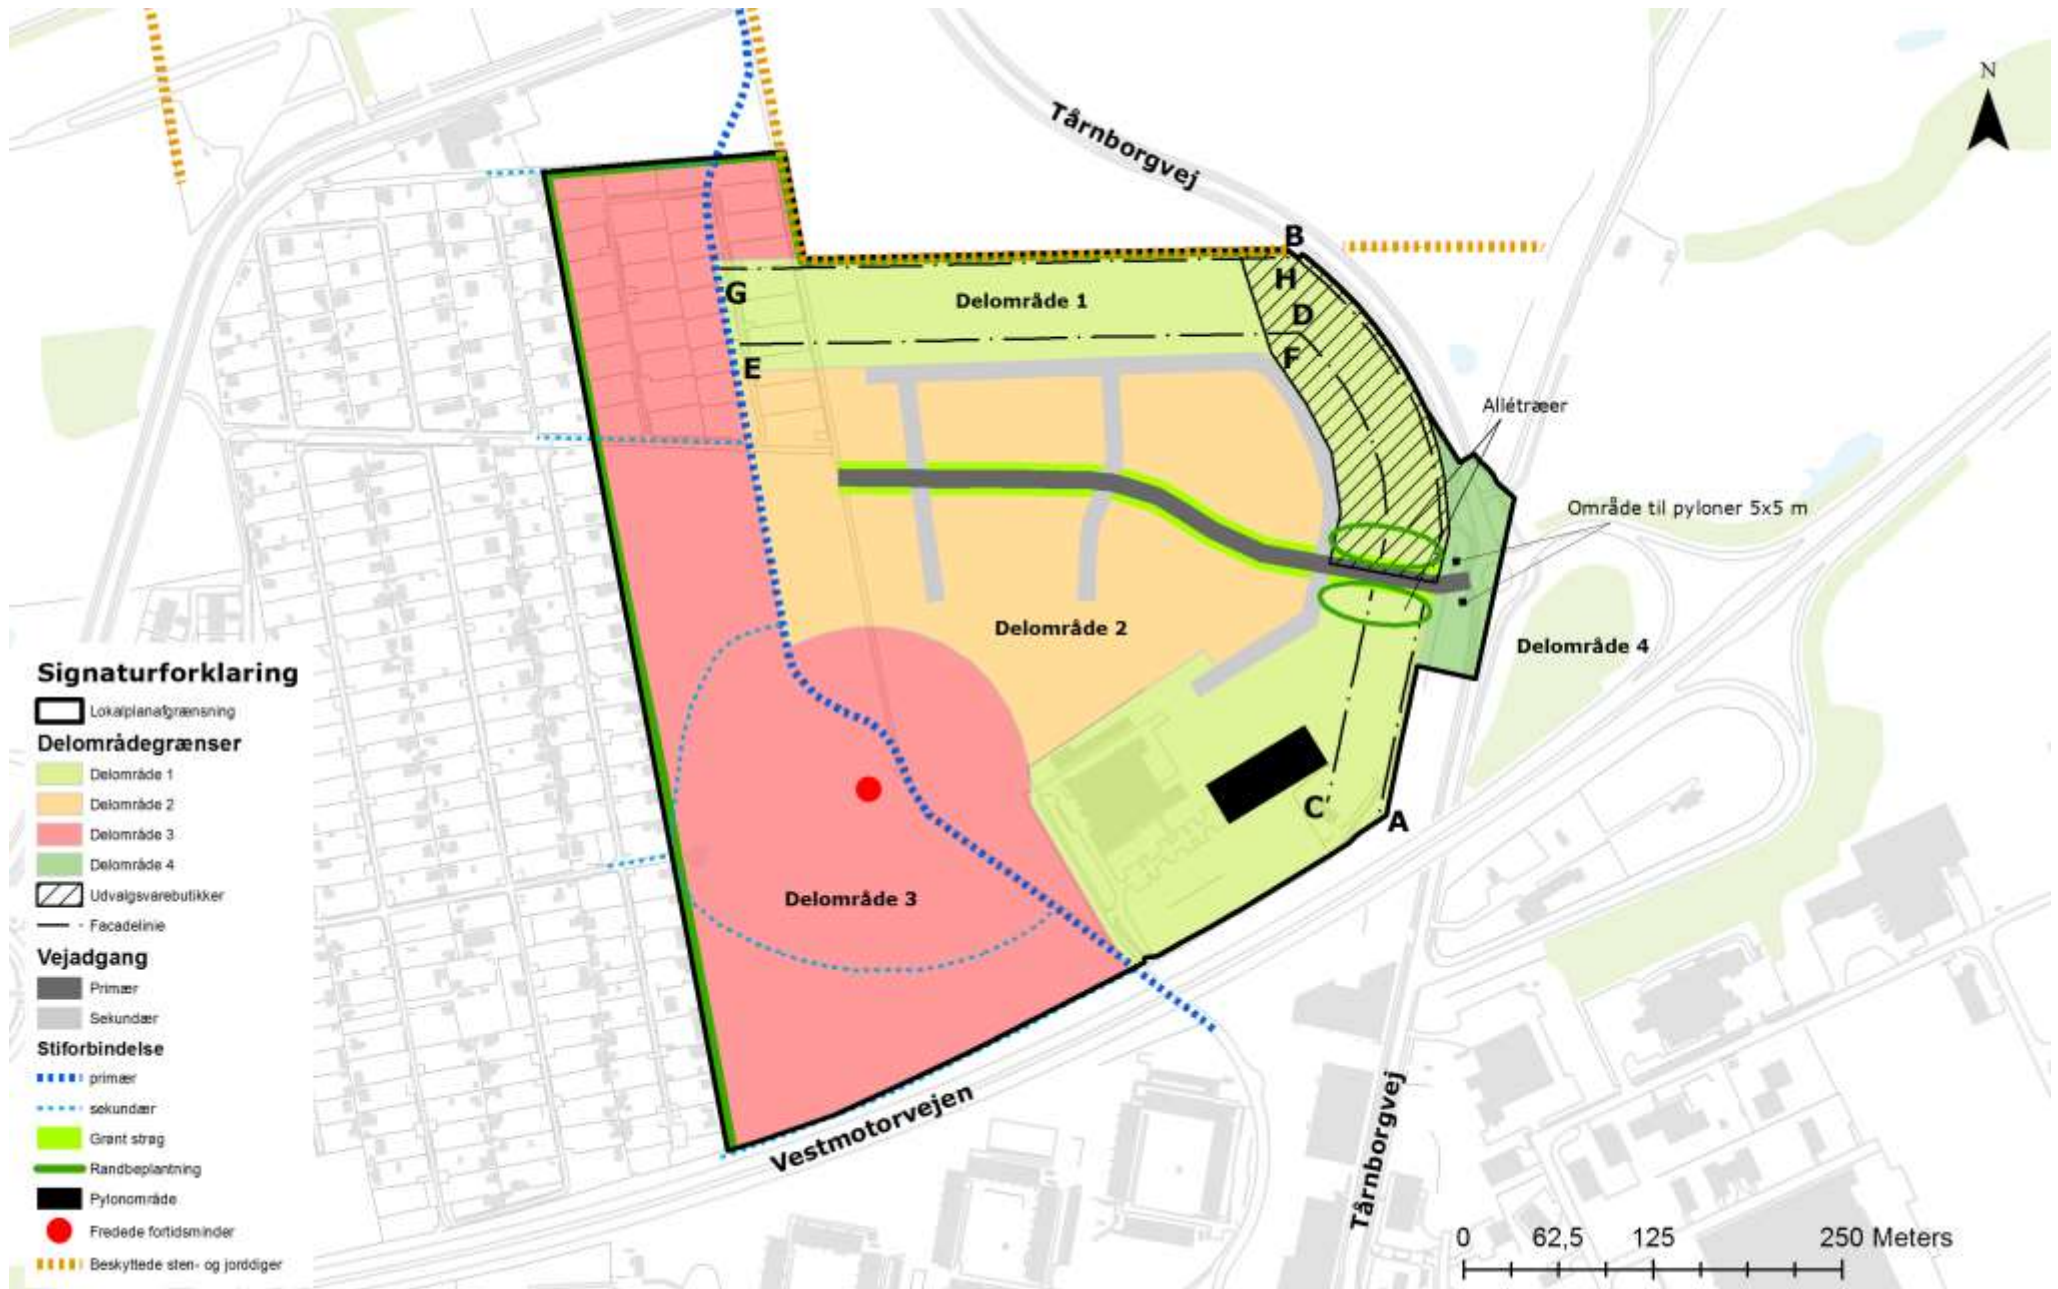 N
Tårnborgvej
B
H
G
Delområde 1
D
F
E
Allétræer
Område til pyloner 5x5 m
Delområde 2
Delområde 4
C
A
Delområde 3
Vestmotorvejen
Tårnborgvej
Signaturforklaring
Lokalplanafgrænsning
Delområdegrænser
Delområde 1
Delområde 2
Delområde 3
Delområde 4
Udvalgsvarebutikker
Facadelinie
Vejadgang
Primær
Sekundær
Stiforbindelse
primær
sekundær
Grønt strøg
Randbeplantning
Pylonområde
Fredede fortidsminder
Beskyttede sten- og jorddiger
0 62,5 125 250 Meters